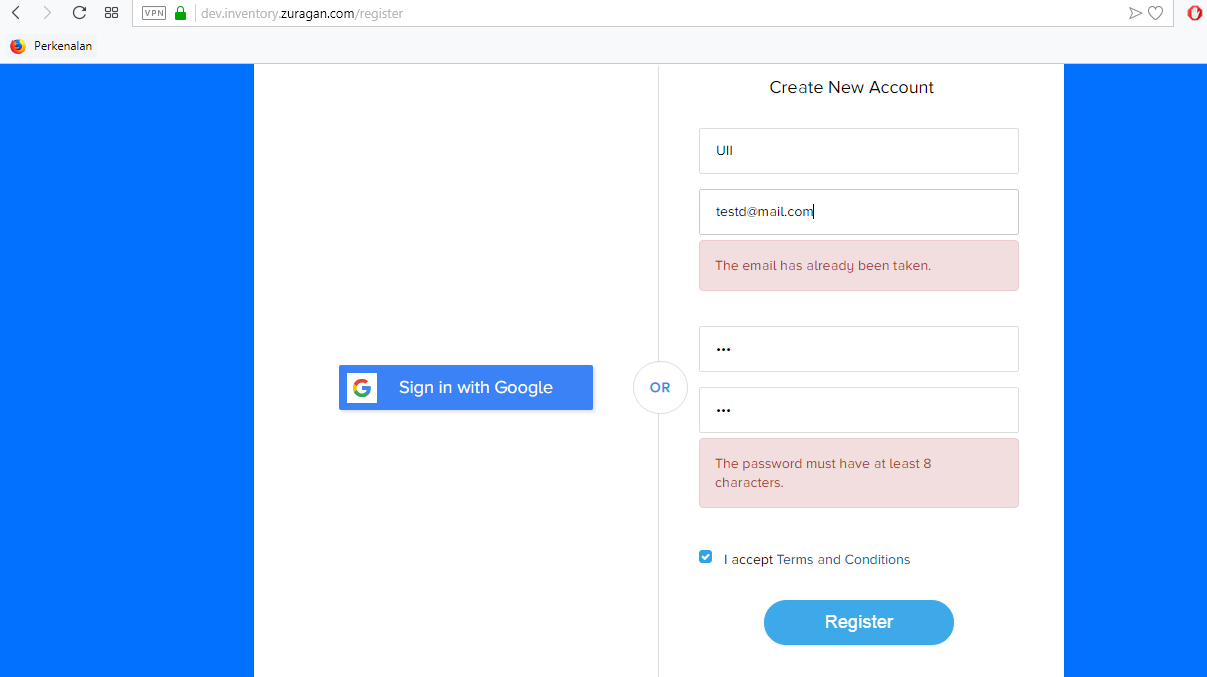 VPN dev.inventory.zuragan.com/register
Perkenalan
Create New Account
UII
testd@mail.com
The email has already been taken.
•••
Sign in with Google
OR
•••
The password must have at least 8
characters.
I accept Terms and Conditions
Register